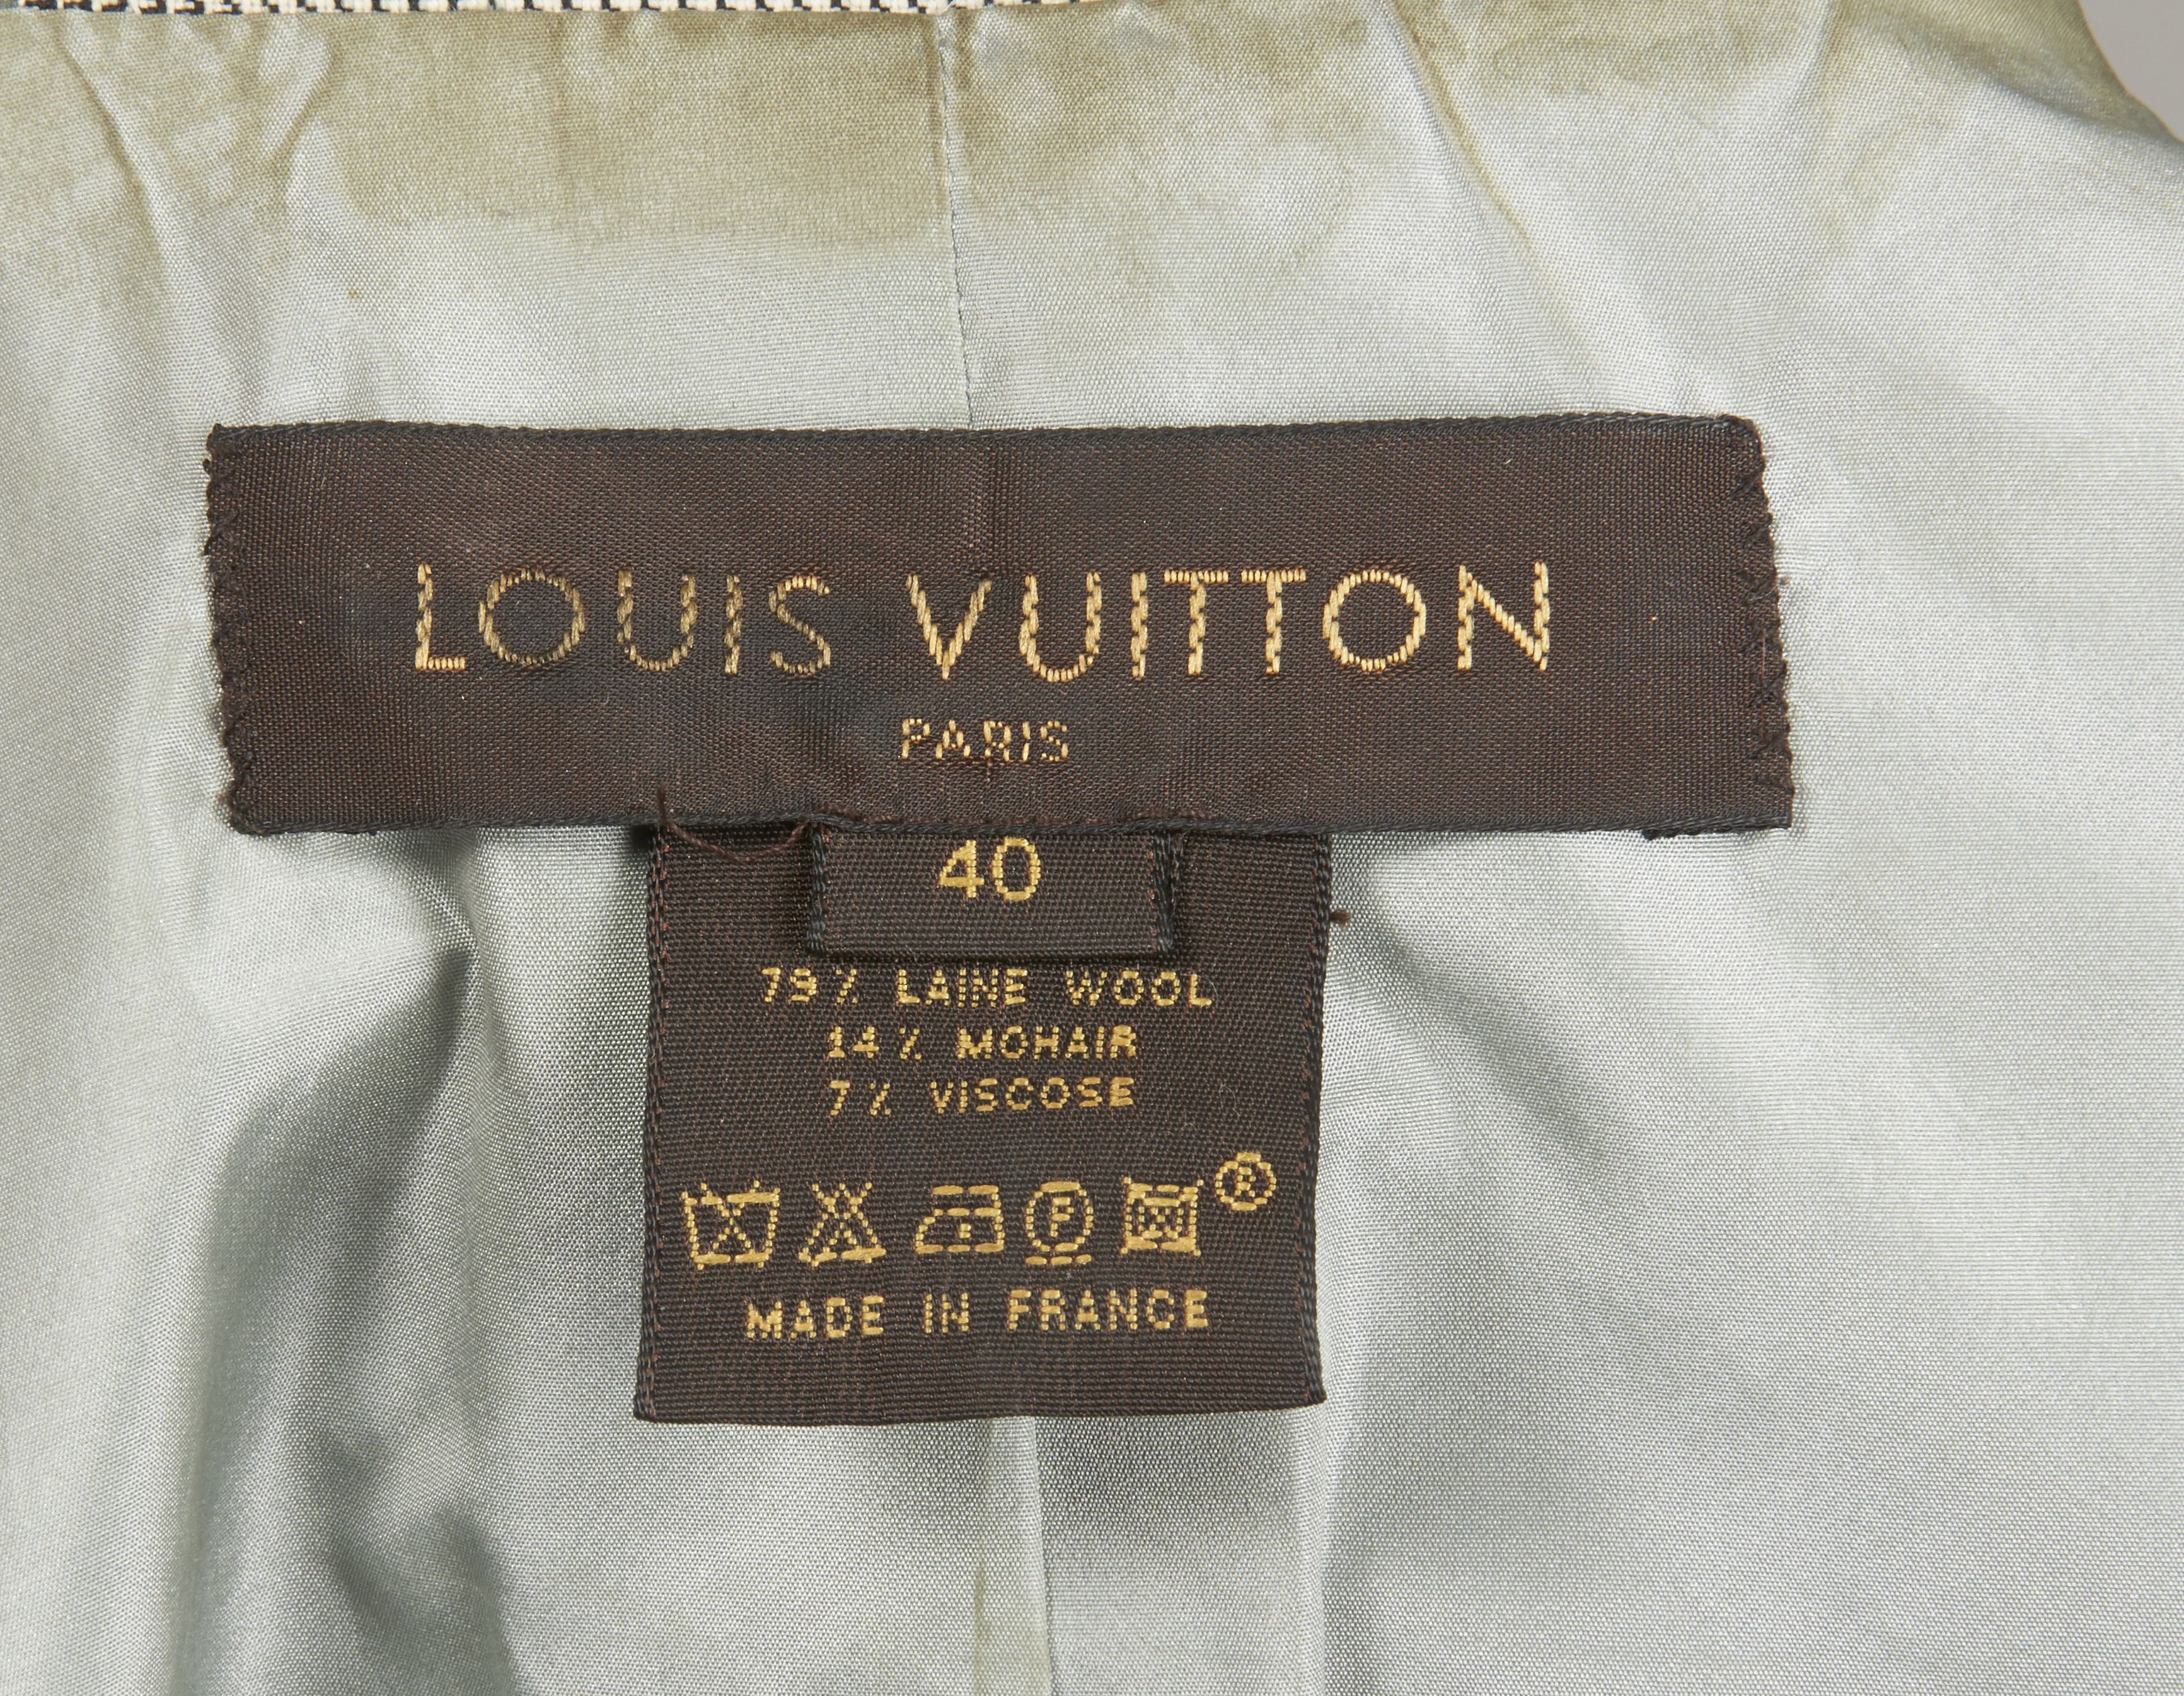 LOUIS VUITTON
PARIS
40
79% LAINE WOOL
14% MOHAIR
7% VISCOSE
P ®
MADE IN FRANCE